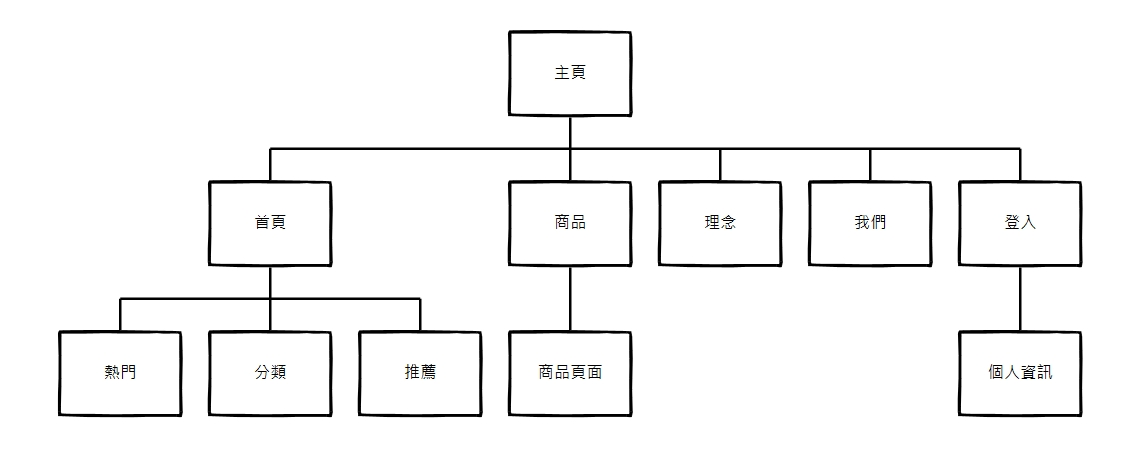 主頁
首頁
商品
理念
我們
登入
熱門
分類
推薦
商品頁面
個人資訊